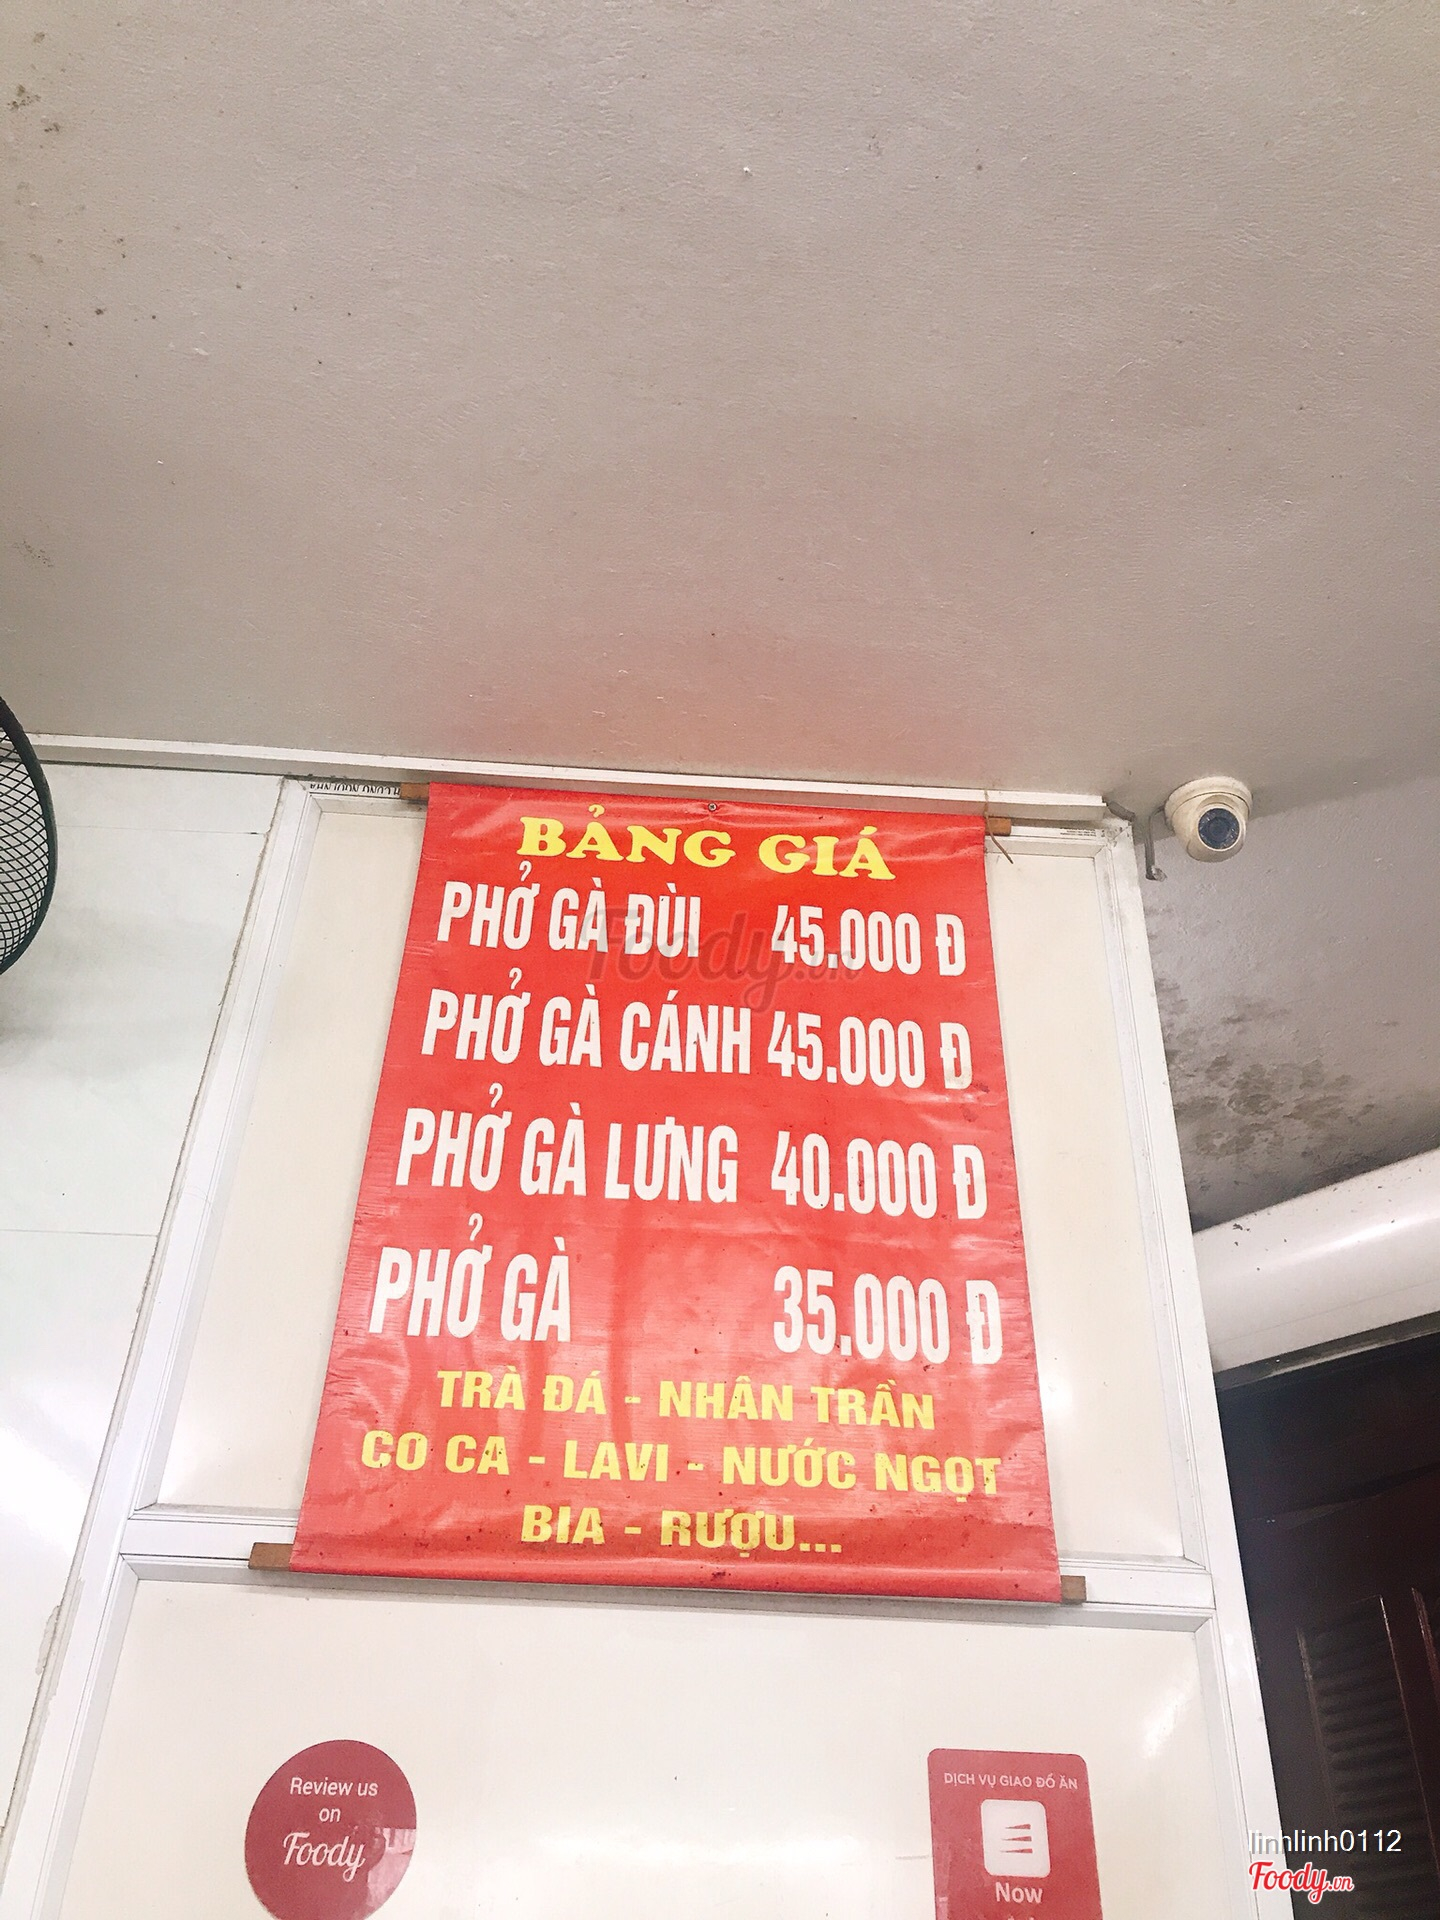 BẢNG GIÁ
PHỞ GÀ ĐÙI 45.000 Đ
PHỞ GÀ CÁNH 45.000 Đ
PHỞ GÀ LƯNG 40.000 Đ
PHỞ GÀ 35.000 Đ
TRÀ ĐÁ - NHÂN TRẦN
CO CA - LAVI - NƯỚC NGỌT
BIA - RƯỢU...
Foody.vn
Review us
on
Foody
DỊCH VỤ GIAO ĐỒ ĂN
Now
linhlinh0112
Foody.vn